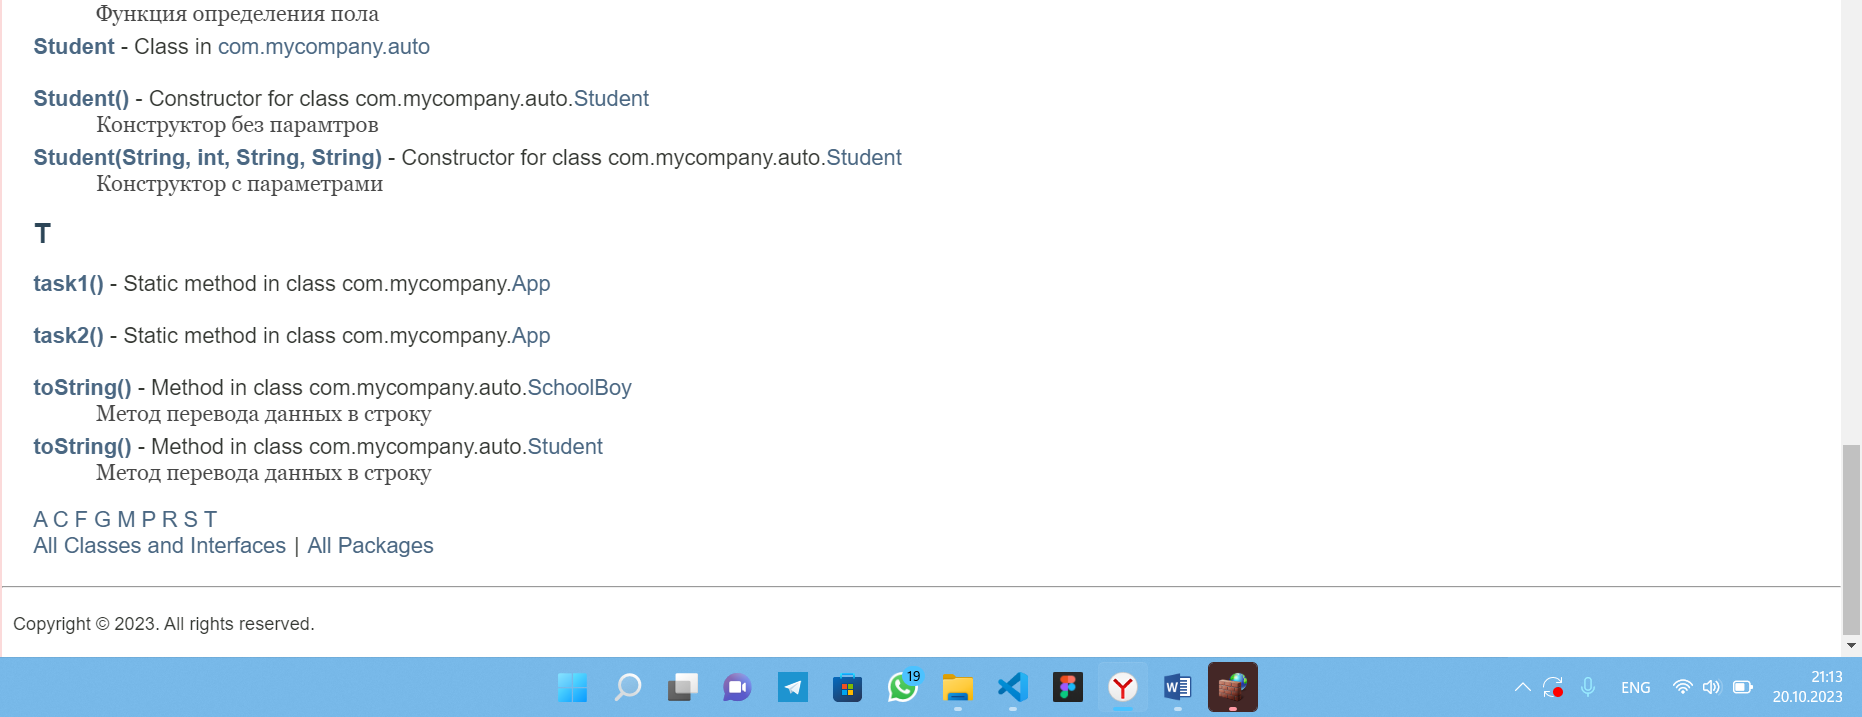 Функция определения пола
Student - Class in com.mycompany.auto
Student() - Constructor for class com.mycompany.auto.Student
Конструктор без парамтров
Student(String, int, String, String) - Constructor for class com.mycompany.auto.Student
Конструктор с параметрами
T
task1() - Static method in class com.mycompany.App
task2() - Static method in class com.mycompany.App
toString() - Method in class com.mycompany.auto.SchoolBoy
Метод перевода данных в строку
toString() - Method in class com.mycompany.auto.Student
Метод перевода данных в строку
A C F G M P R S T
All Classes and Interfaces | All Packages
Copyright © 2023. All rights reserved.
19
W
ENG
21:13
20.10.2023